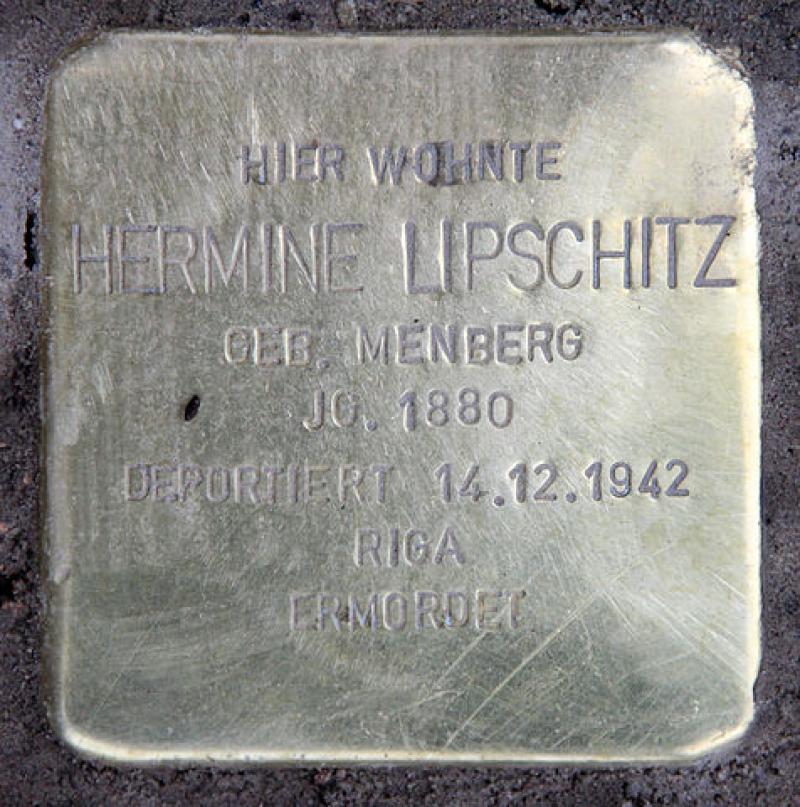 HIER WOHNTE
HERMINE LIPSCHITZ
GEB. MENBERG
JG. 1880
DEPORTIERT 14.12.1942
RIGA
ERMORDET